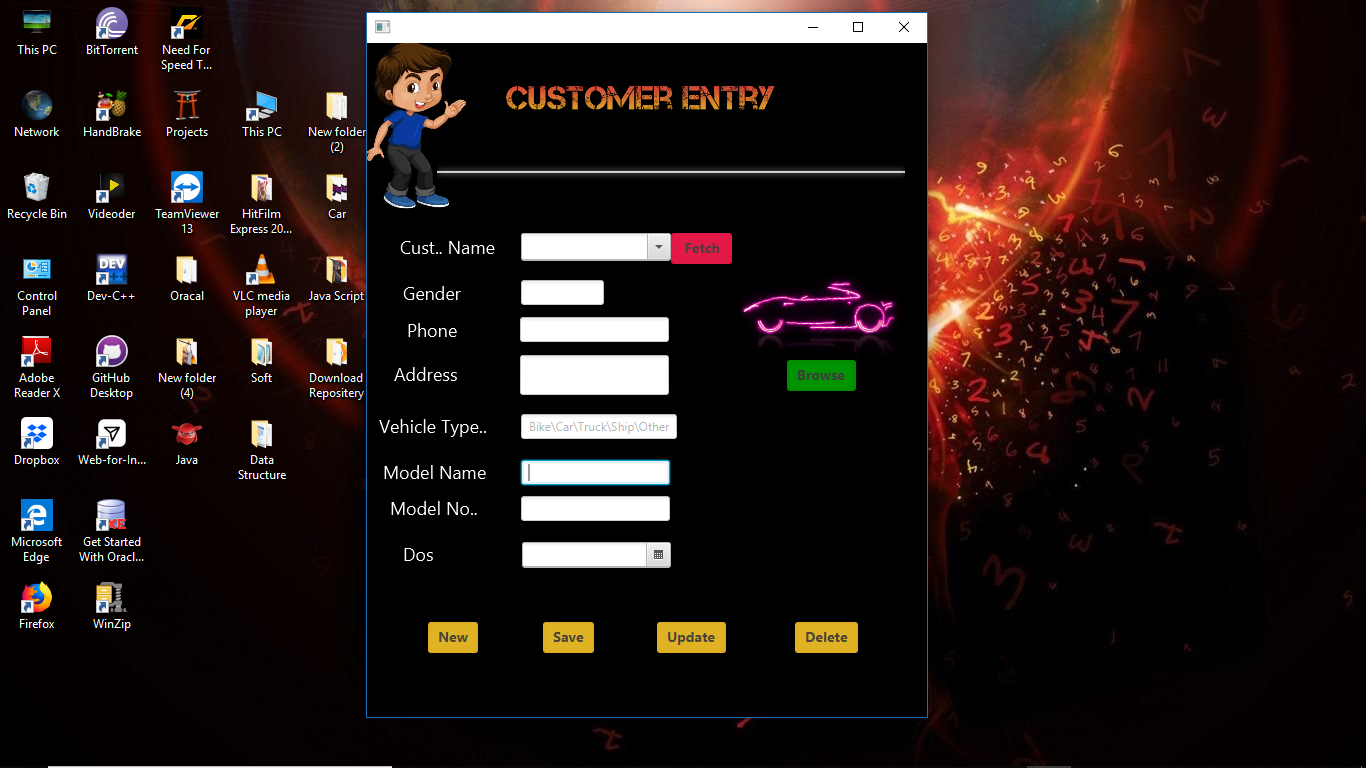 This PC
BitTorrent
Need For
Speed T...
Network
HandBrake
Projects
This PC
New folder
(2)
Recycle Bin
Videoder
TeamViewer
13
HitFilm
Express 20...
Car
Control
Panel
Dev-C++
Oracal
VLC media
player
Java Script
Adobe
Reader X
GitHub
Desktop
New folder
(4)
Soft
Download
Repository
Dropbox
Web-for-In...
Java
Data
Structure
Microsoft
Edge
Get Started
With Oracl...
Firefox
WinZip
CUSTOMER ENTRY
Cust.. Name
Fetch
Gender
Phone
Address
Browse
Vehicle Type..
Bike\Car\Truck\Ship\Other
Model Name
Model No..
Dos
New
Save
Update
Delete